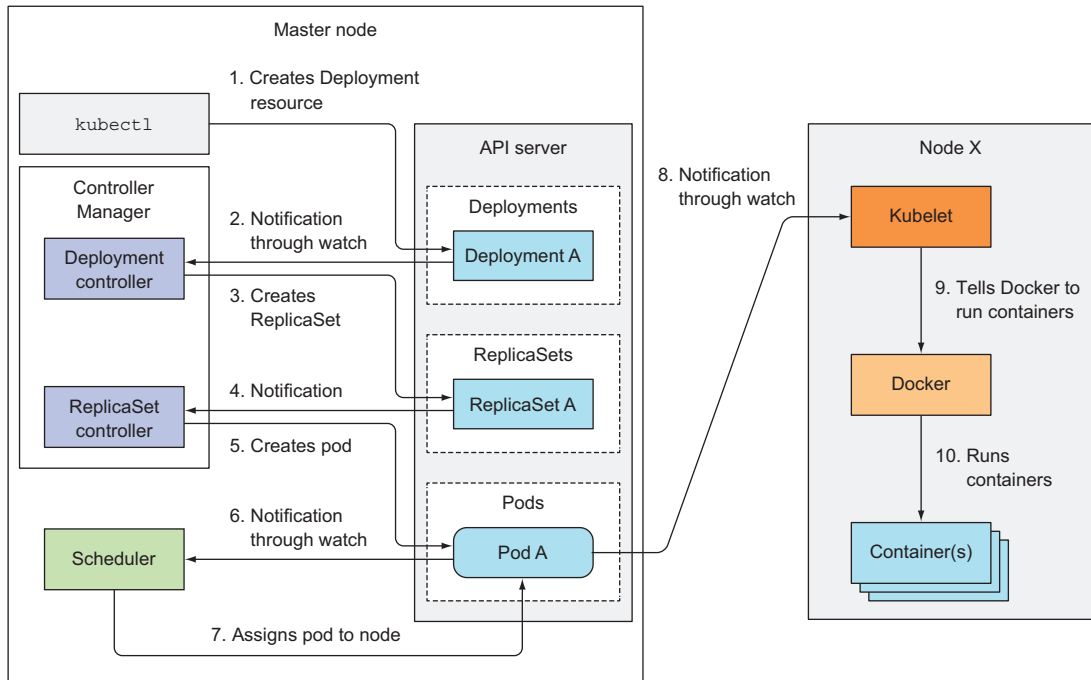 Master node
1. Creates Deployment
resource
kubectl
API server
Controller
Manager
Deployments
2. Notification
through watch
Deployment
controller
Deployment A
3. Creates
ReplicaSet
ReplicaSets
4. Notification
ReplicaSet
controller
ReplicaSet A
5. Creates pod
Pods
6. Notification
through watch
Scheduler
Pod A
7. Assigns pod to node
8. Notification
through watch
Node X
Kubelet
9. Tells Docker to
run containers
Docker
10. Runs
containers
Container(s)